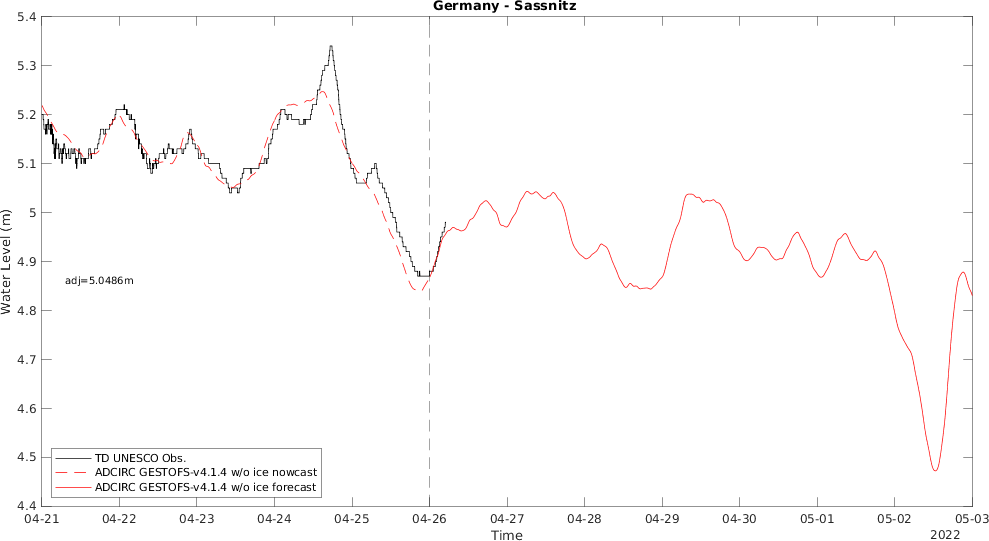 Germany - Sassnitz
5.4
5.3
5.2
5.1
5
4.9
4.8
4.7
4.6
4.5
4.4
Water Level (m)
adj=5.0486m
TD UNESCO Obs.
ADCIRC GESTOFS-v4.1.4 w/o ice nowcast
ADCIRC GESTOFS-v4.1.4 w/o ice forecast
04-21 04-22 04-23 04-24 04-25 04-26 04-27 04-28 04-29 04-30 05-01 05-02 05-03
Time
2022